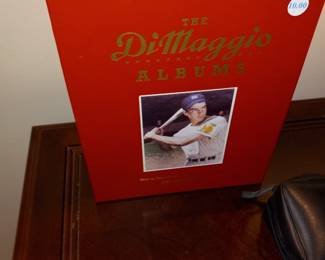 10.00
THE
DiMaggio
ALBUMS